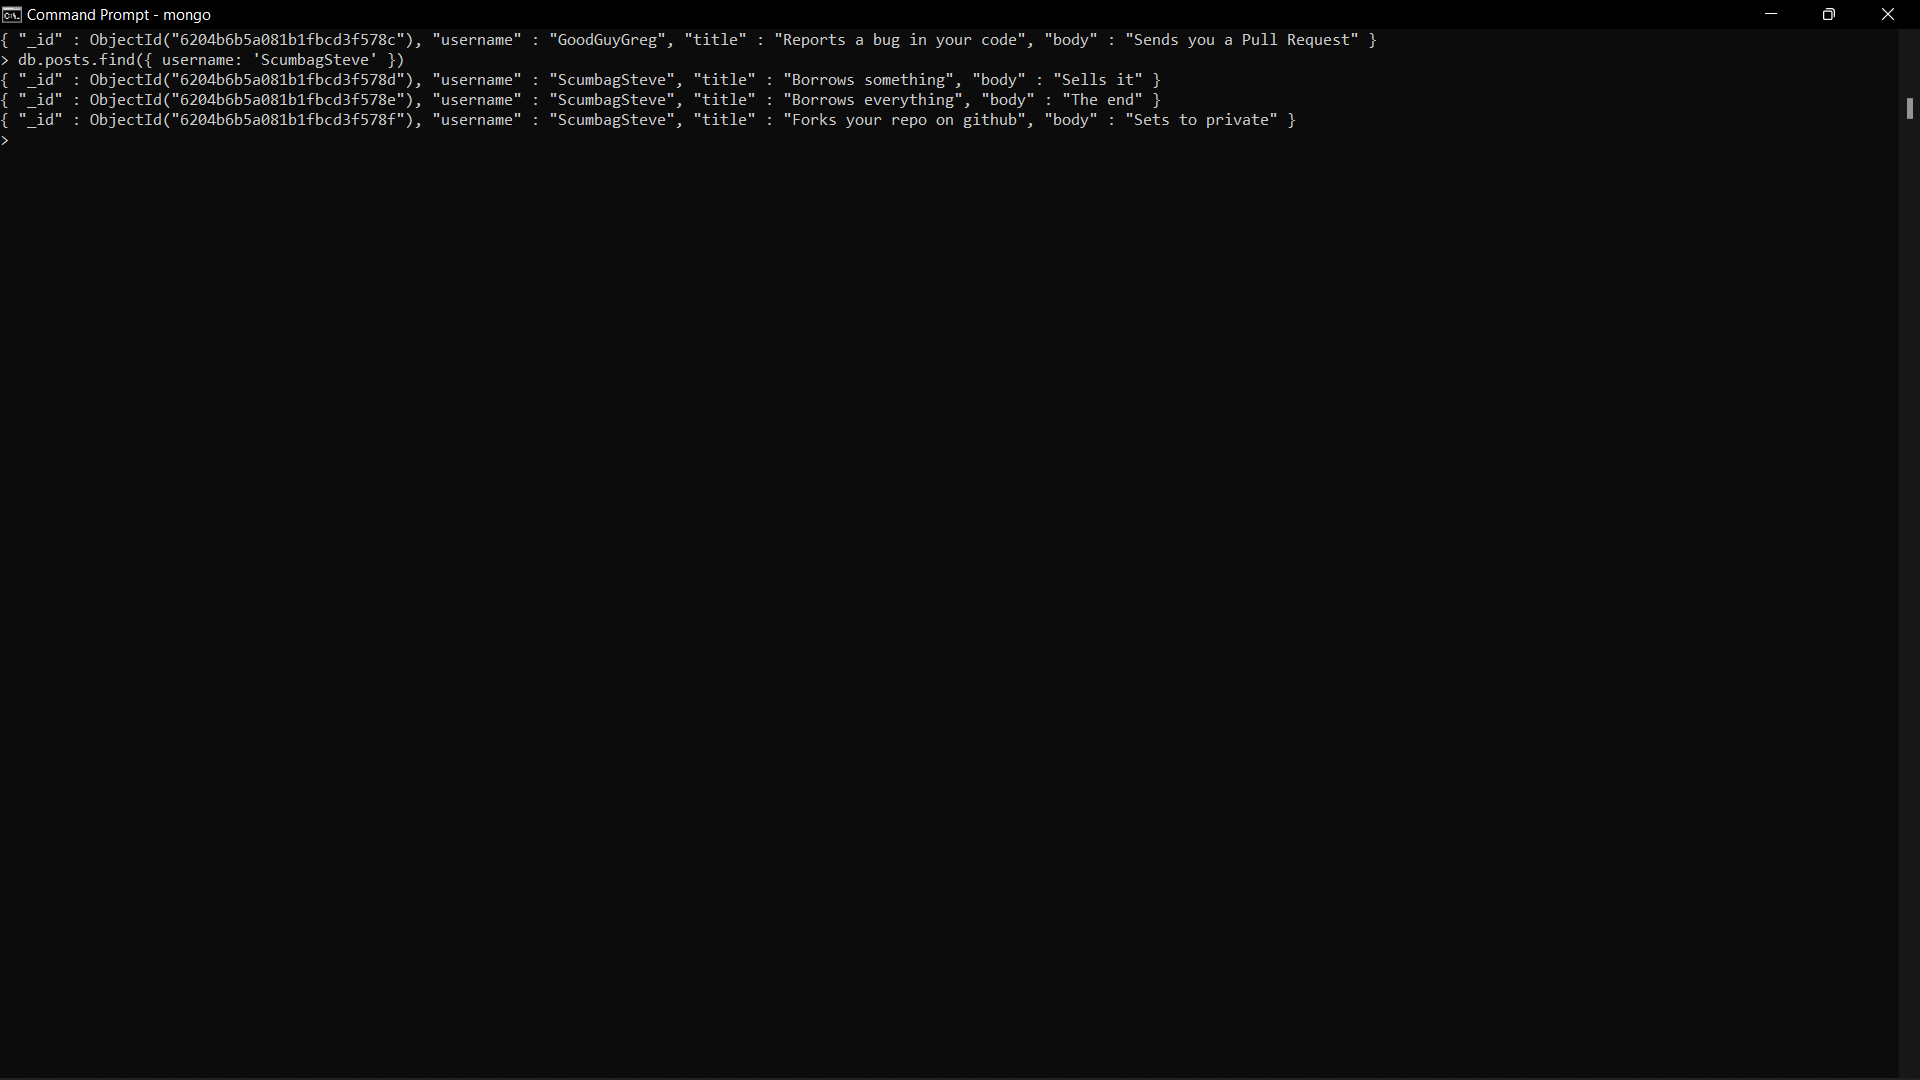 Command Prompt - mongo
{ "_id" : ObjectId("6204b6b5a081b1fbcd3f578c"), "username" : "GoodGuyGreg", "title" : "Reports a bug in your code", "body" : "Sends you a Pull Request" }
> db.posts.find({ username: 'ScumbagSteve' })
{ "_id" : ObjectId("6204b6b5a081b1fbcd3f578d"), "username" : "ScumbagSteve", "title" : "Borrows something", "body" : "Sells it" }
{ "_id" : ObjectId("6204b6b5a081b1fbcd3f578e"), "username" : "ScumbagSteve", "title" : "Borrows everything", "body" : "The end" }
{ "_id" : ObjectId("6204b6b5a081b1fbcd3f578f"), "username" : "ScumbagSteve", "title" : "Forks your repo on github", "body" : "Sets to private" }
>